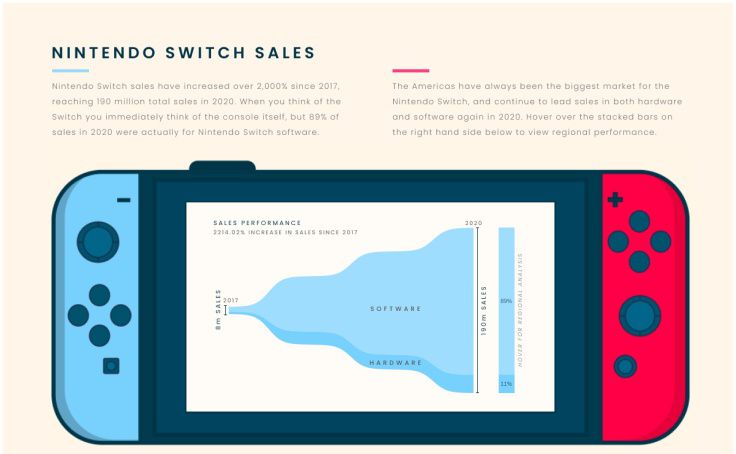 NINTENDO SWITCH SALES
Nintendo Switch sales have increased over 2,000% since 2017,
reaching 190 million total sales in 2020. When you think of the
Switch you immediately think of the console itself, but 89% of
sales in 2020 were actually for Nintendo Switch software.
The Americas have always been the biggest market for the
Nintendo Switch, and continue to lead sales in both hardware
and software again in 2020. Hover over the stacked bars on
the right hand side below to view regional performance.
SALES PERFORMANCE
2214.02% INCREASE IN SALES SINCE 2017
2020
2017
8m SALES
SOFTWARE
HARDWARE
190m SALES
89%
11%
HOVER FOR REGIONAL ANALYSIS